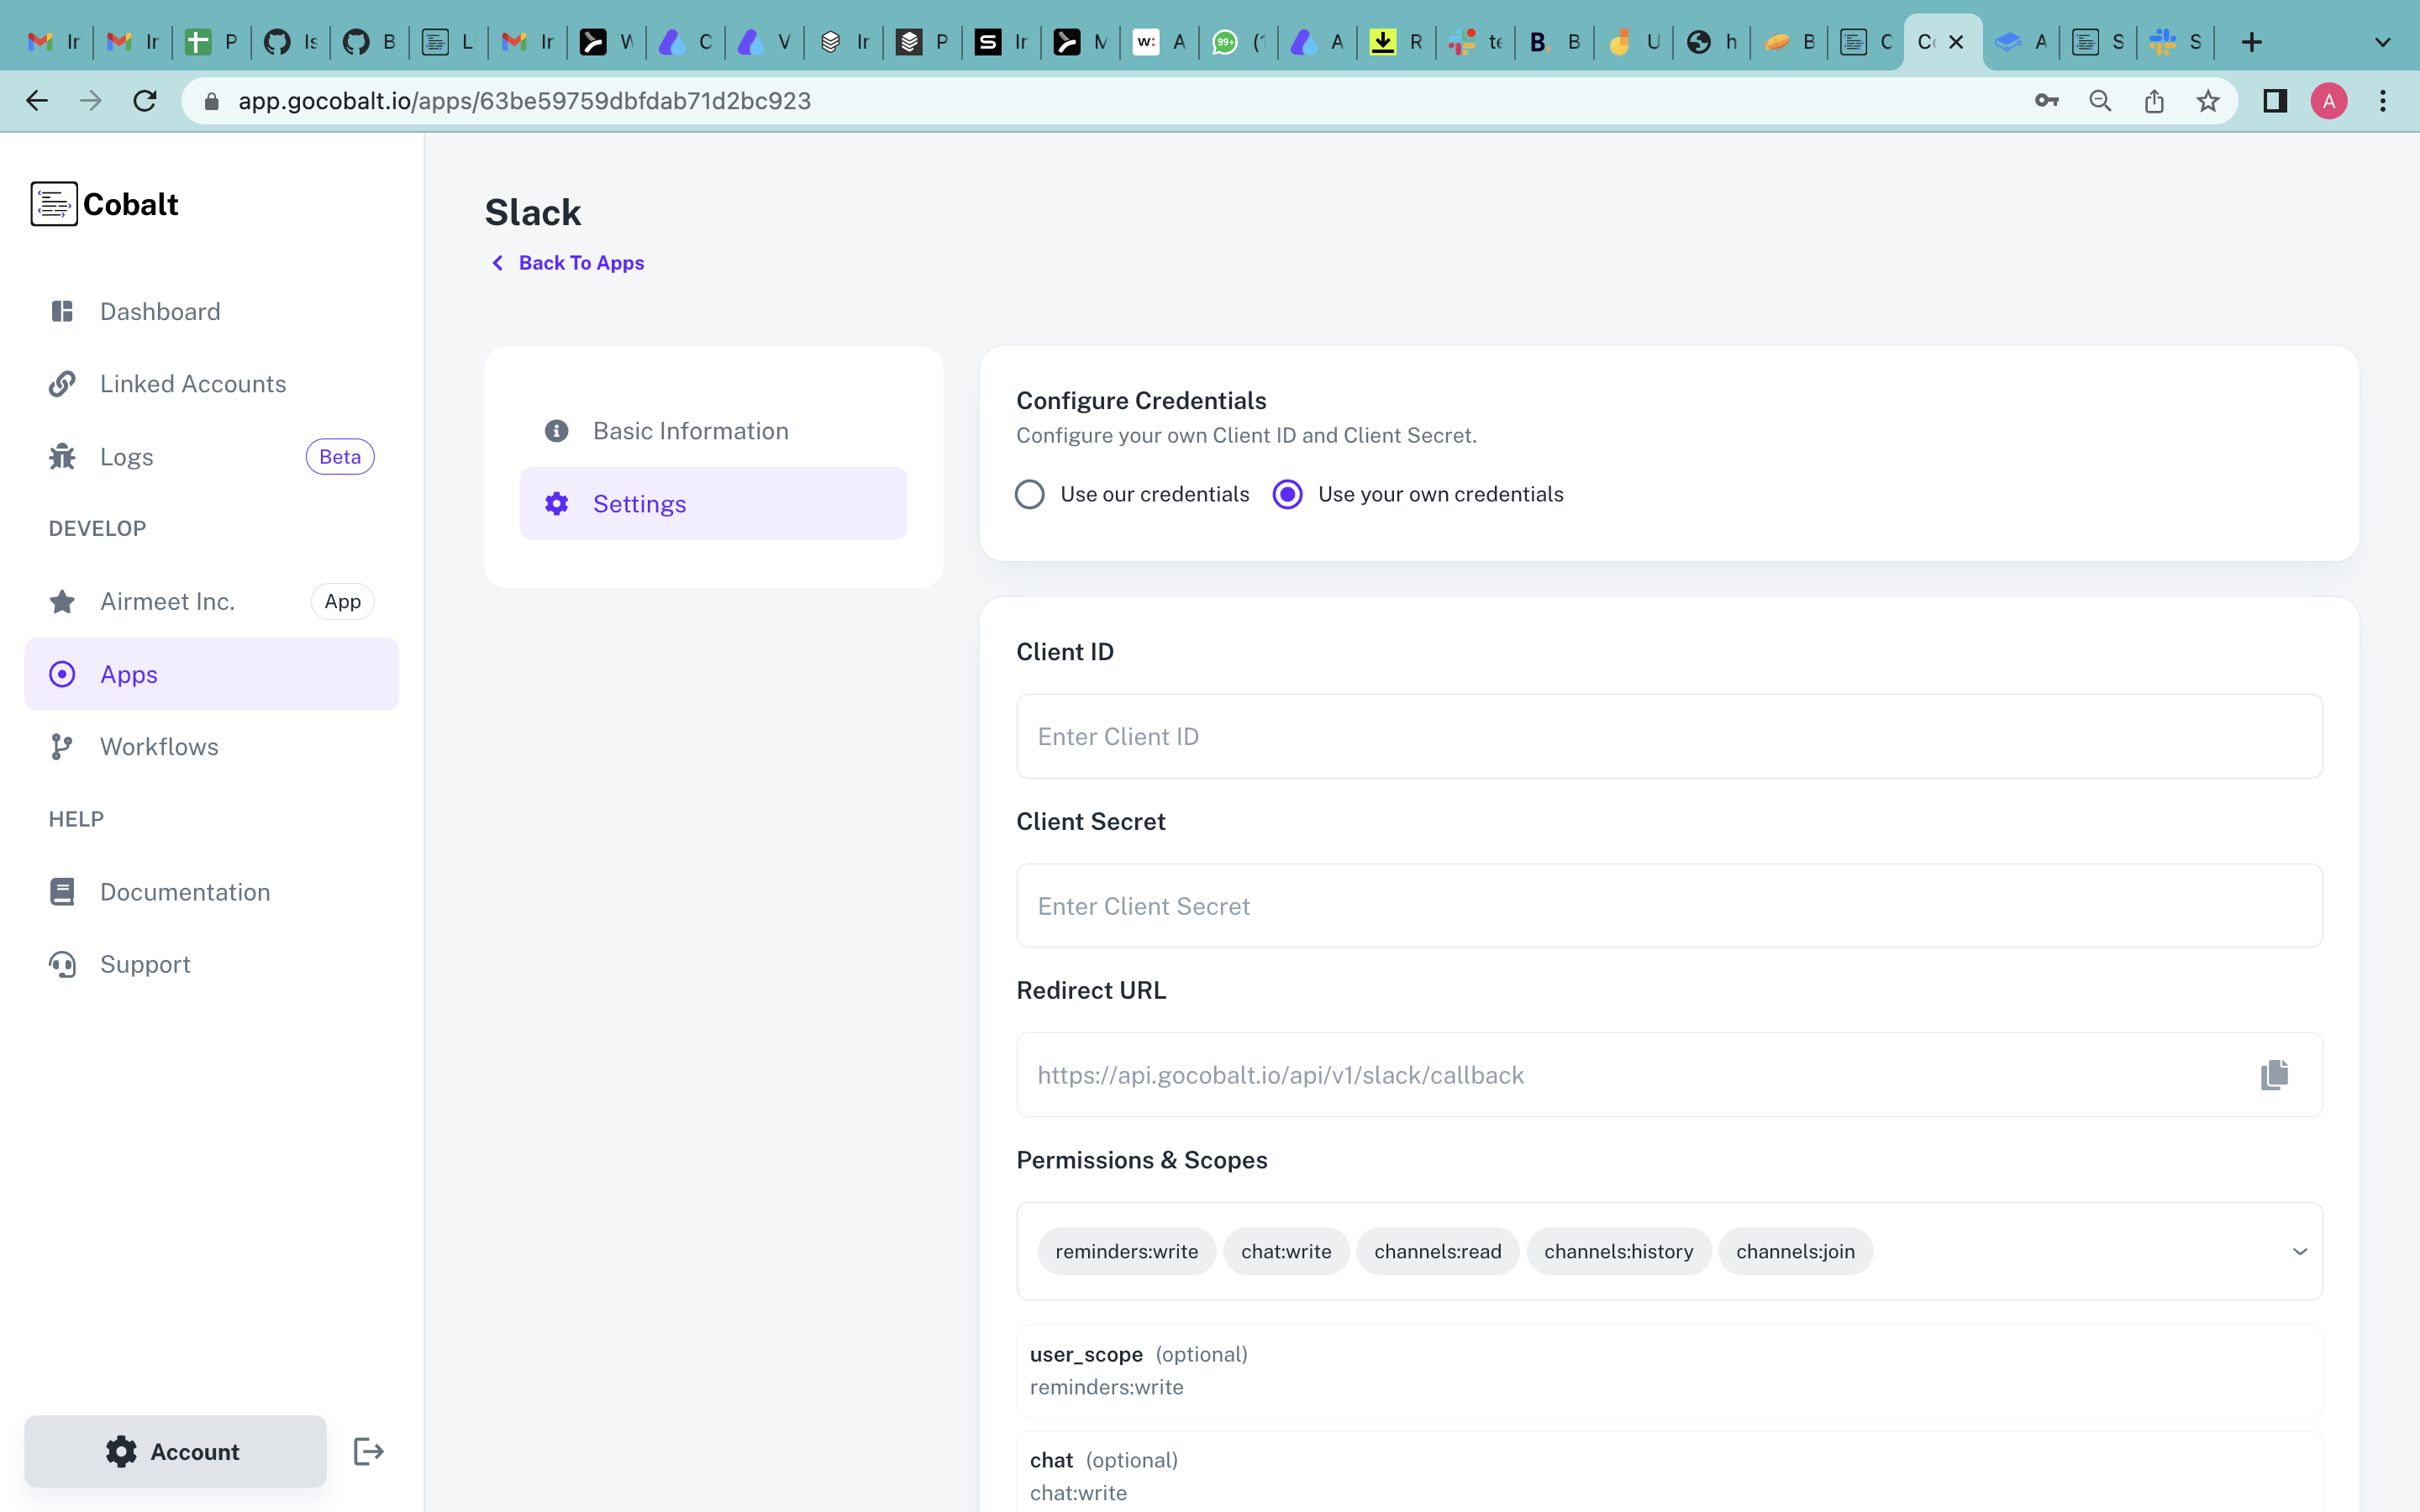 Ir
Ir
P
Is
B
L
Ir
W
C
V
Ir
P
S
Ir
M
w:
A
99+
(1
A
R
te
B.
B
U
h
B
C
Co
A
S
S
app.gocobalt.io/apps/63be59759dbfdab71d2bc923
A
Cobalt
Dashboard
Linked Accounts
Logs Beta
DEVELOP
Airmeet Inc. App
Apps
Workflows
HELP
Documentation
Support
Account
Slack
Back To Apps
Basic Information
Settings
Configure Credentials
Configure your own Client ID and Client Secret.
Use our credentials Use your own credentials
Client ID
Enter Client ID
Client Secret
Enter Client Secret
Redirect URL
https://api.gocobalt.io/api/v1/slack/callback
Permissions & Scopes
reminders:write chat:write channels:read channels:history channels:join
user_scope (optional)
reminders:write
chat (optional)
chat:write